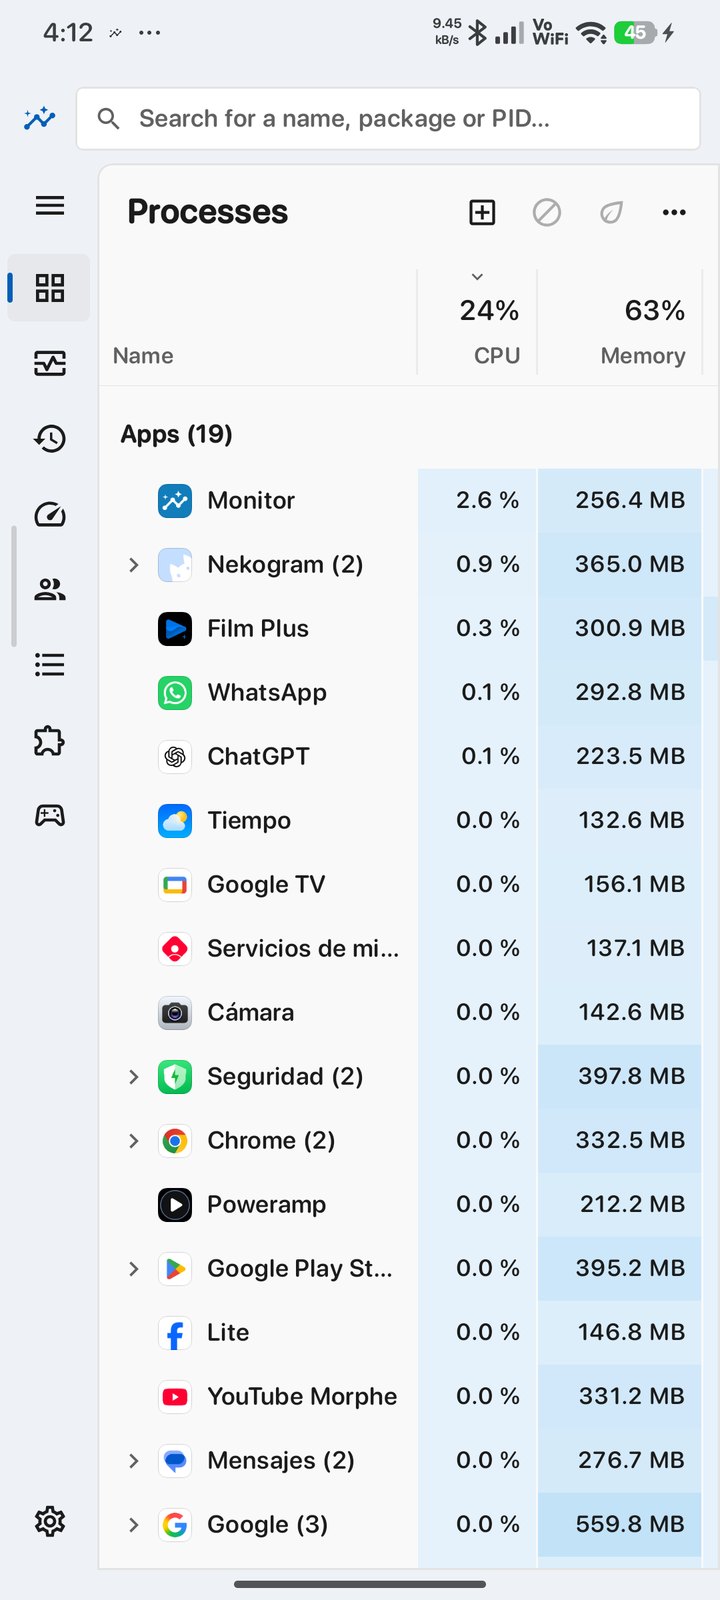 4:12
9.45
kB/s
Vo
WiFi
45
Search for a name, package or PID...
Processes
24% 63%
Name CPU Memory
Apps (19)
Monitor 2.6 % 256.4 MB
Nekogram (2) 0.9 % 365.0 MB
Film Plus 0.3 % 300.9 MB
WhatsApp 0.1 % 292.8 MB
ChatGPT 0.1 % 223.5 MB
Tiempo 0.0 % 132.6 MB
Google TV 0.0 % 156.1 MB
Servicios de mi... 0.0 % 137.1 MB
Cámara 0.0 % 142.6 MB
Seguridad (2) 0.0 % 397.8 MB
Chrome (2) 0.0 % 332.5 MB
Poweramp 0.0 % 212.2 MB
Google Play St... 0.0 % 395.2 MB
Lite 0.0 % 146.8 MB
YouTube Morphe 0.0 % 331.2 MB
Mensajes (2) 0.0 % 276.7 MB
Google (3) 0.0 % 559.8 MB